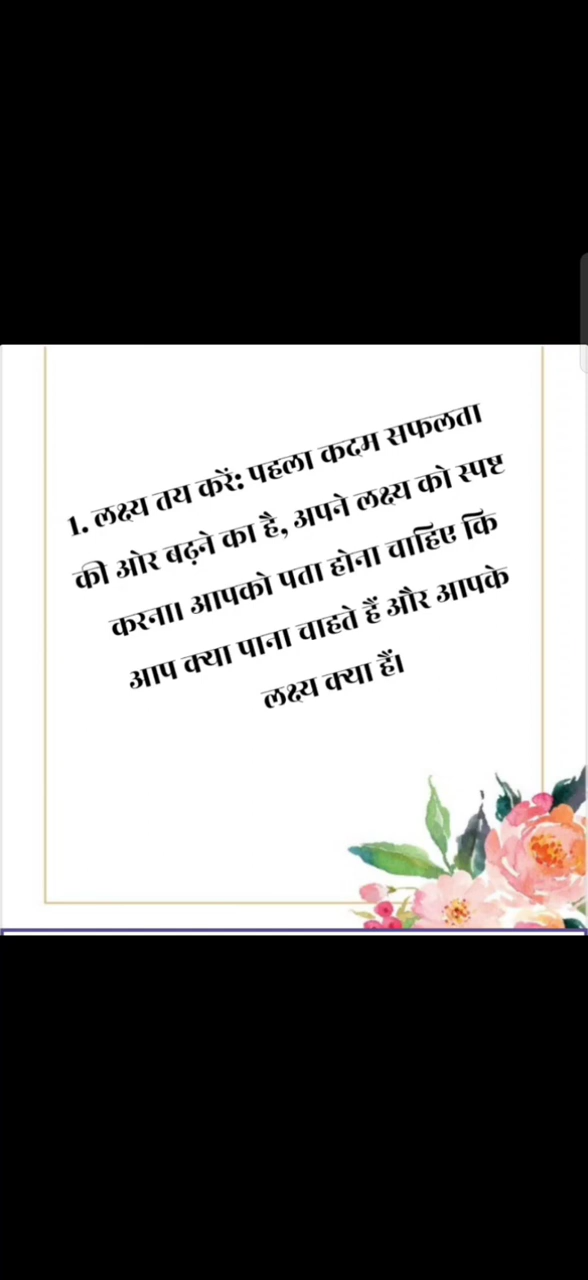 1. लक्ष्य तय करें: पहला कदम सफलता
की ओर बढ़ने का है, अपने लक्ष्य को स्पष्ट
करना। आपको पता होना चाहिए कि
आप क्या पाना चाहते हैं और आपके
लक्ष्य क्या हैं।